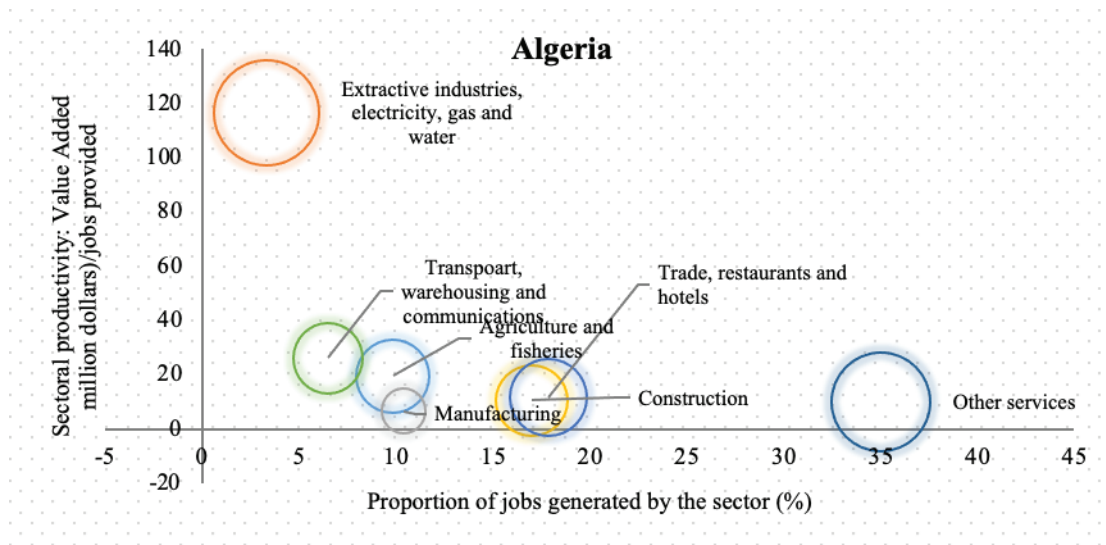 Algeria
140
120
100
80
60
40
20
0
-20
Sectoral productivity: Value Added
million dollars)/jobs provided
Extractive industries,
electricity, gas and
water
Transpoart,
warehousing and
communications
Agriculture and
fisheries
Manufacturing
Trade, restaurants and
hotels
Construction
Other services
-5
0
5
10
15
20
25
30
35
40
45
Proportion of jobs generated by the sector (%)